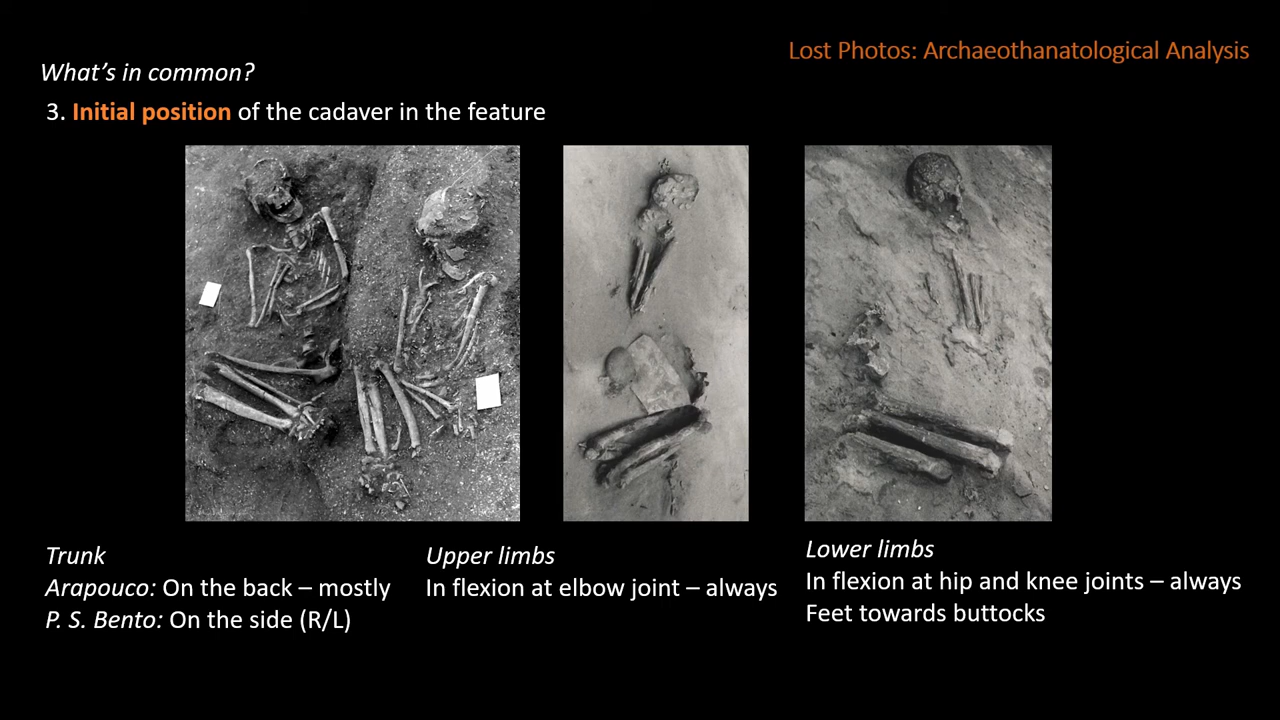 Lost Photos: Archaeothanatological Analysis
What's in common?
3. Initial position of the cadaver in the feature
Trunk
Arapouco: On the back – mostly
P. S. Bento: On the side (R/L)
Upper limbs
In flexion at elbow joint – always
Lower limbs
In flexion at hip and knee joints – always
Feet towards buttocks